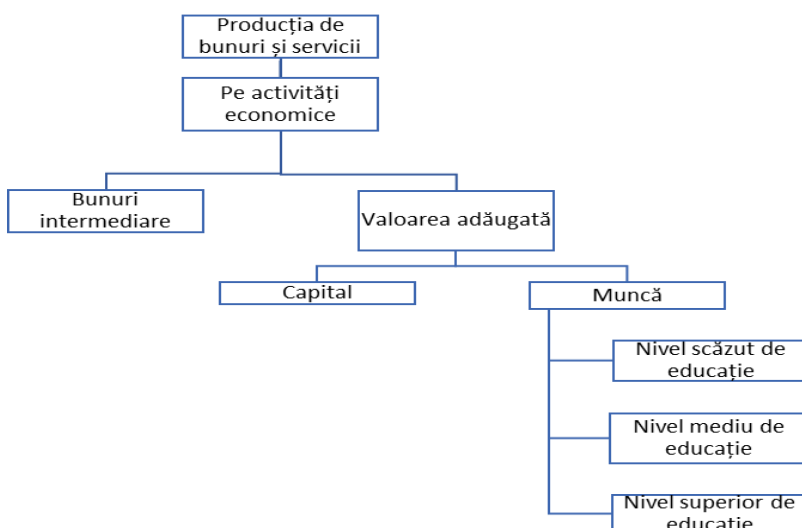 Producția de
bunuri și servicii
Pe activități
economice
Bunuri
intermediare
Valoarea adăugată
Capital
Muncă
Nivel scăzut de
educație
Nivel mediu de
educație
Nivel superior de
educație